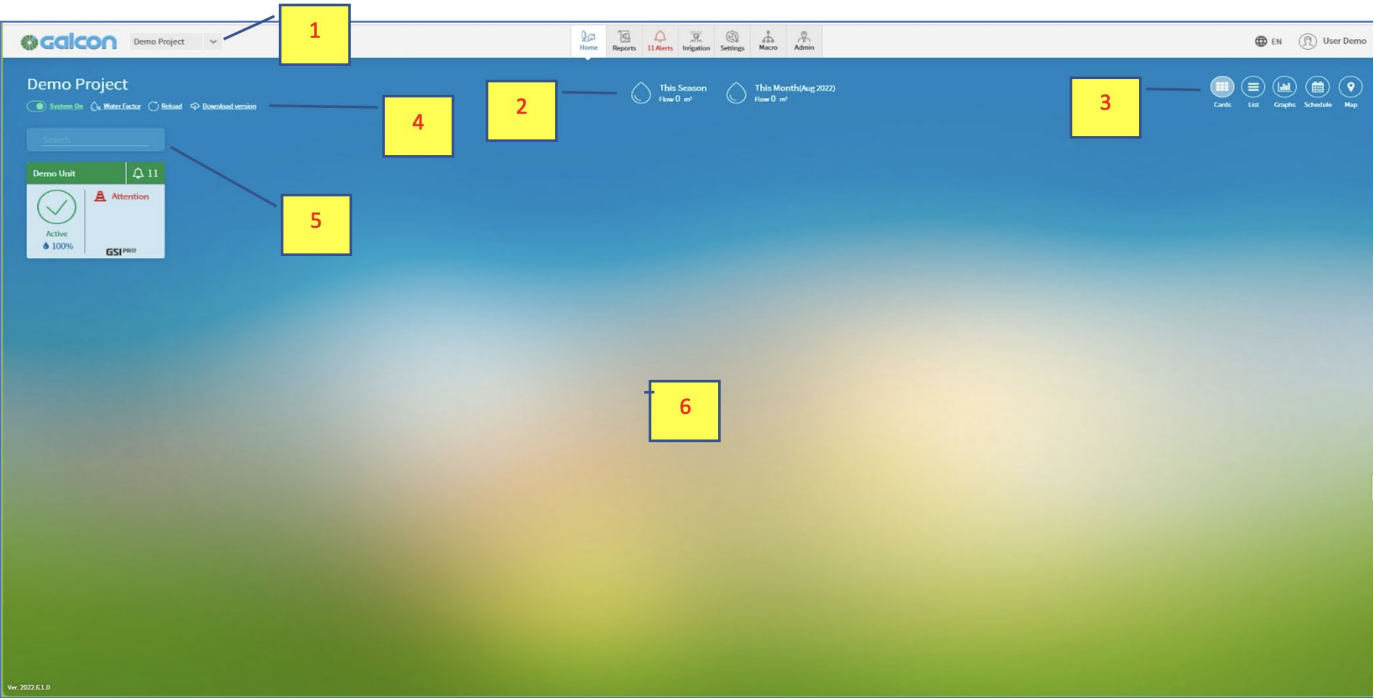 1
GalcOn Demo Project
Home Reports 11 Alerts Irrigation Settings Macro Admin
EN User Demo
Demo Project
System On Water Factor Reload Download version
4
2
This Season
Flow 0 m³
This Month(Aug 2022)
Flow 0 m³
3
Cards List Graphs Schedule Map
Search
Demo Unit 11
Attention
Active
100%
GSI PRO
5
6
Ver. 2022.6.1.0